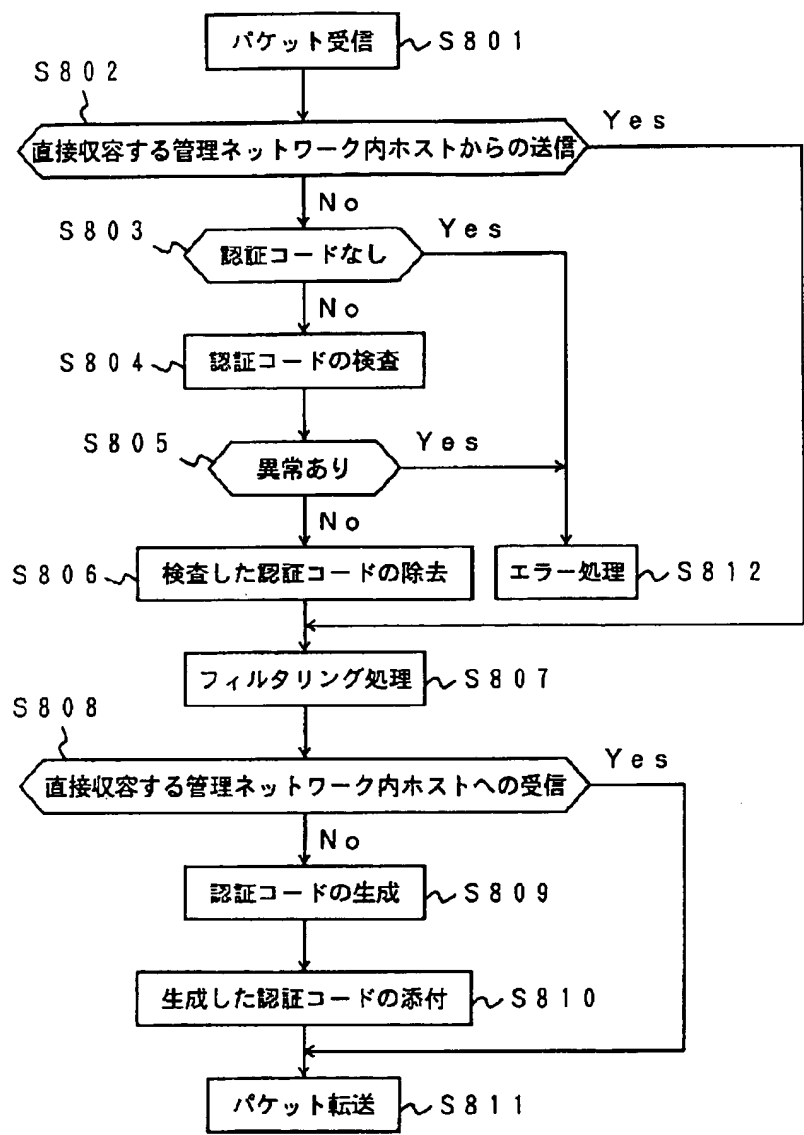 パケット受信 S801
S802
Yes
直接収容する管理ネットワーク内ホストからの送信
No
S803
Yes
認証コードなし
No
S804 認証コードの検査
S805
Yes
異常あり
No
S806 検査した認証コードの除去
エラー処理 S812
フィルタリング処理 S807
S808
Yes
直接収容する管理ネットワーク内ホストへの受信
No
認証コードの生成 S809
生成した認証コードの添付 S810
パケット転送 S811